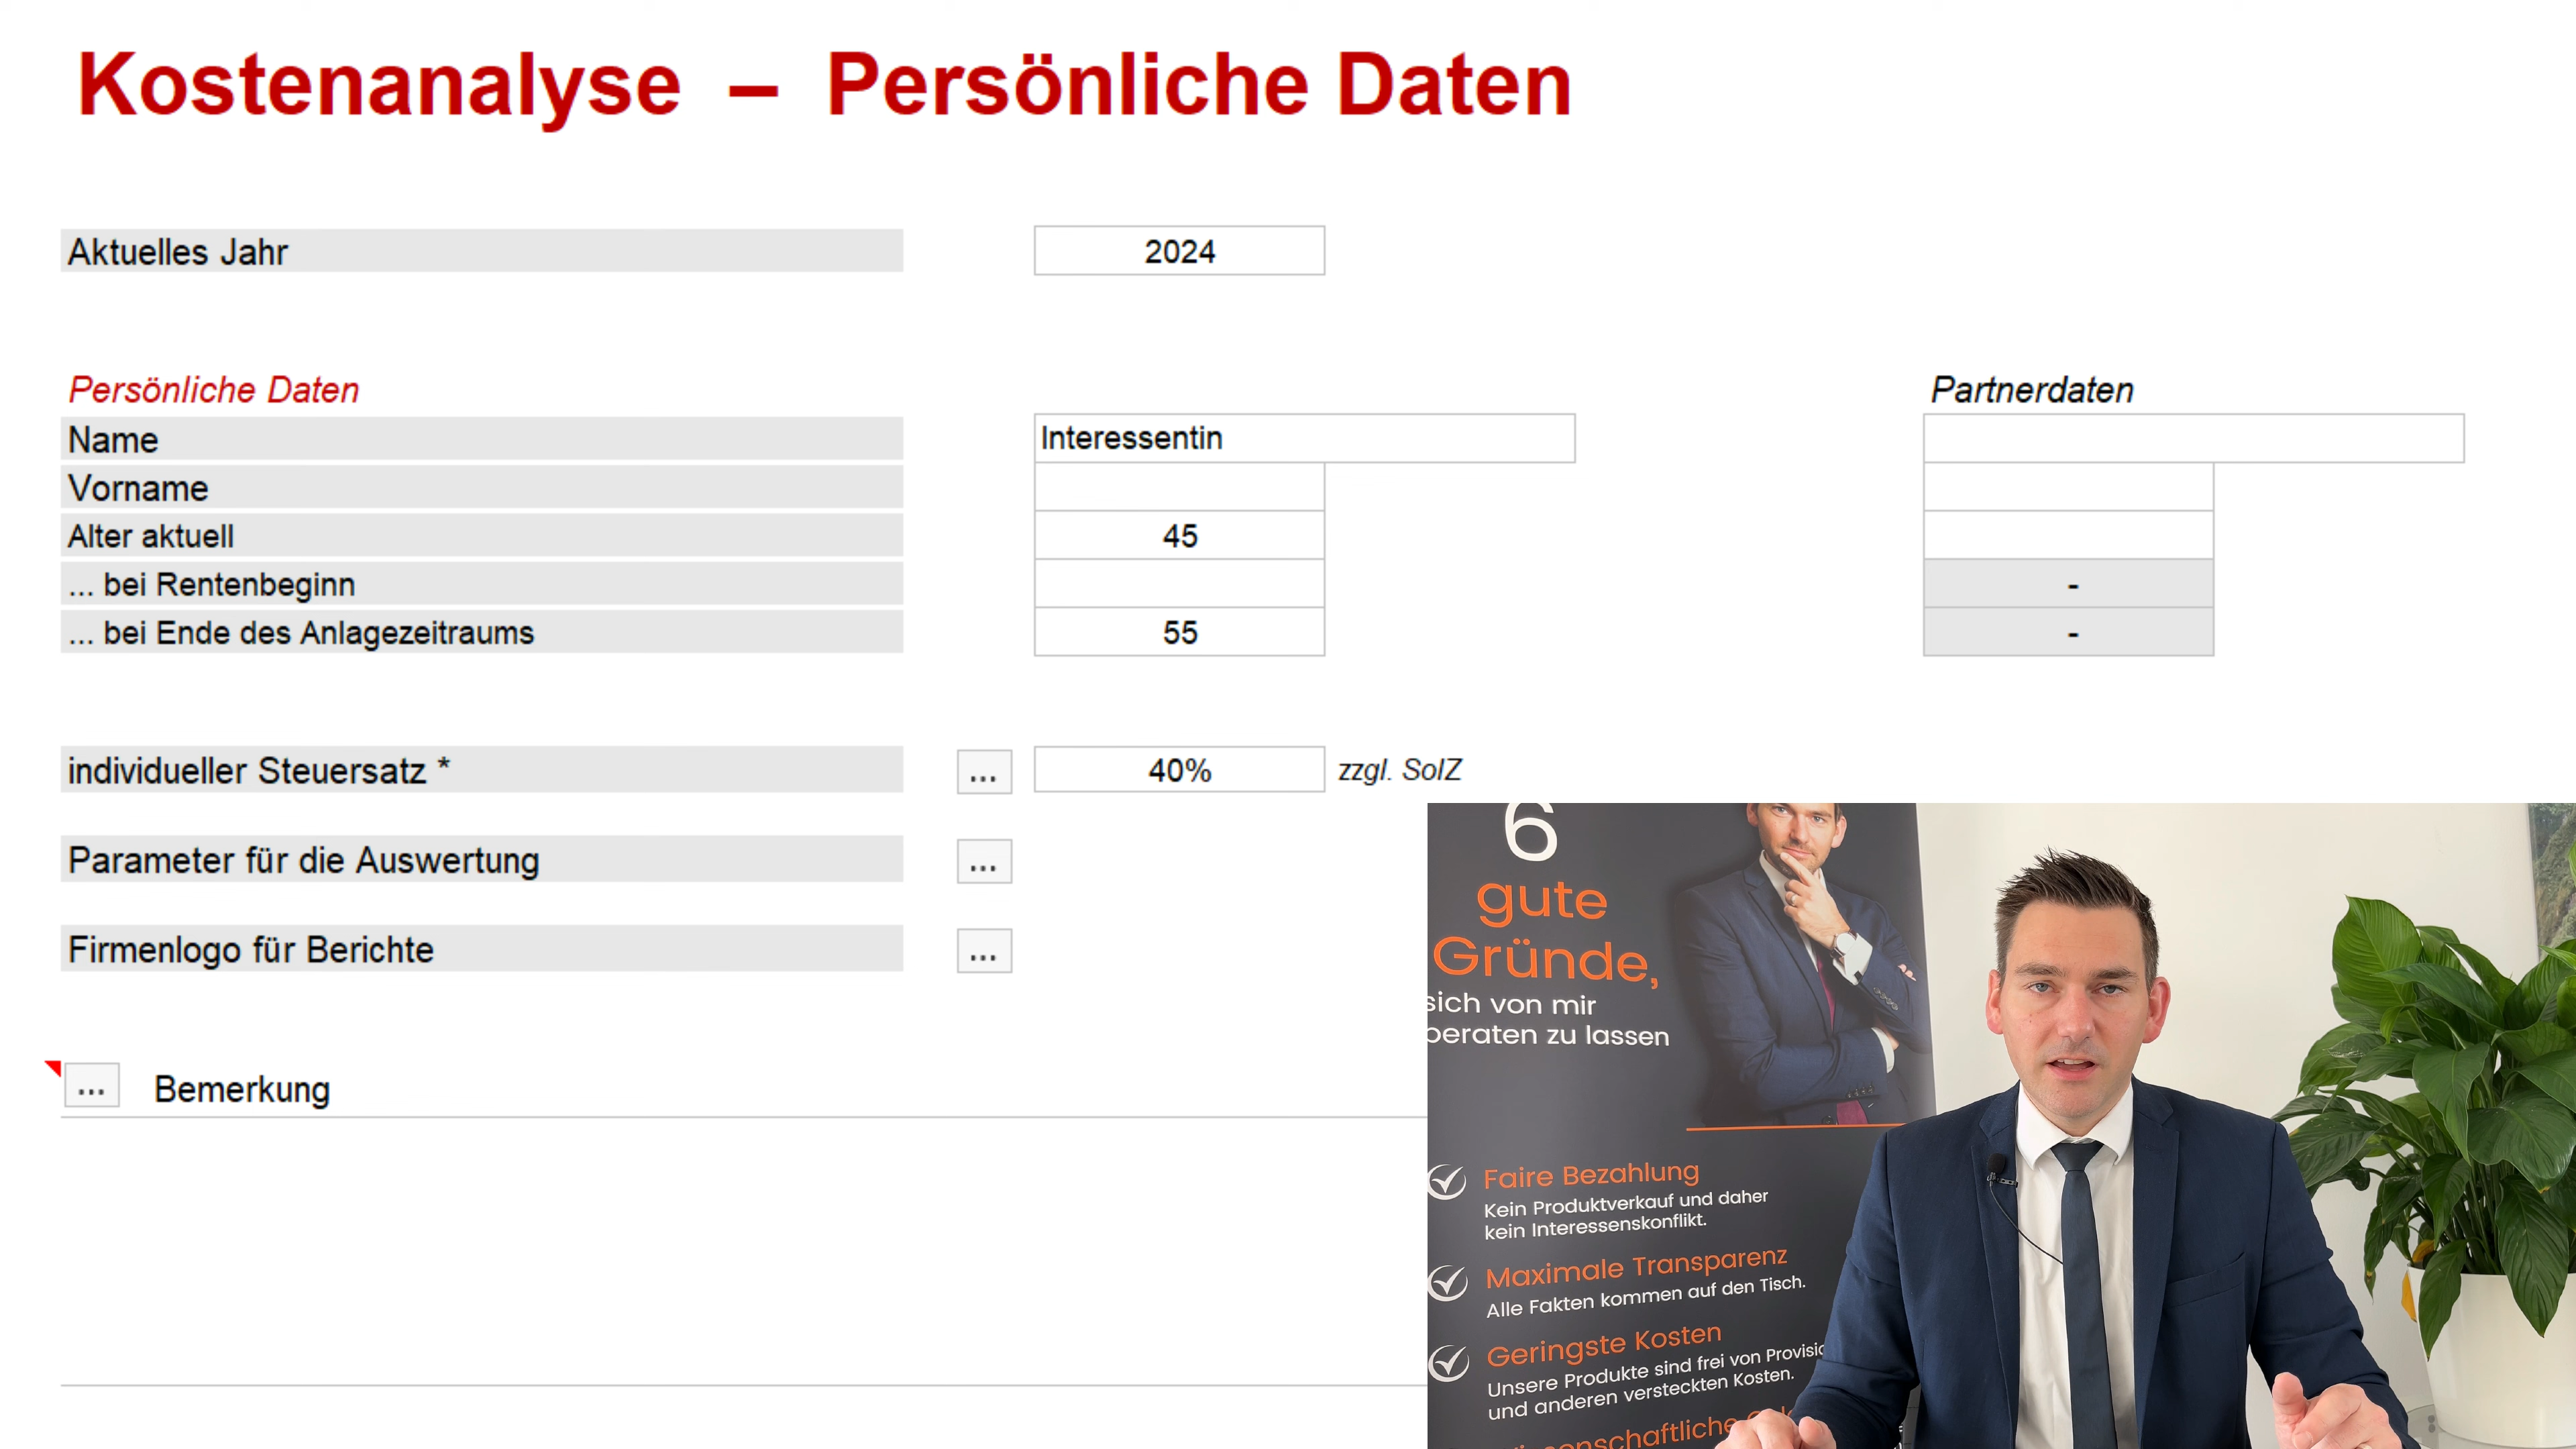 Kostenanalyse – Persönliche Daten
Aktuelles Jahr 2024
Persönliche Daten Partnerdaten
Name Interessentin
Vorname
Alter aktuell 45
... bei Rentenbeginn -
... bei Ende des Anlagezeitraums 55 -
individueller Steuersatz * ... 40% zzgl. SolZ
Parameter für die Auswertung ...
Firmenlogo für Berichte ...
... Bemerkung
6
gute
Gründe,
sich von mir
beraten zu lassen
Faire Bezahlung
Kein Produktverkauf und daher
kein Interessenskonflikt.
Maximale Transparenz
Alle Fakten kommen auf den Tisch.
Geringste Kosten
Unsere Produkte sind frei von
und anderen versteckten Kosten.